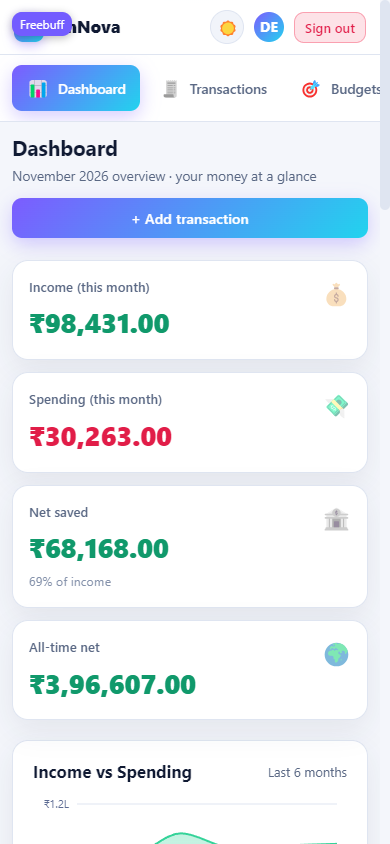 Freebuff
nNova
DE
Sign out
Dashboard
Transactions
Budgets
Dashboard
November 2026 overview · your money at a glance
+ Add transaction
Income (this month)
₹98,431.00
Spending (this month)
₹30,263.00
Net saved
₹68,168.00
69% of income
All-time net
₹3,96,607.00
Income vs Spending
Last 6 months
₹1.2L